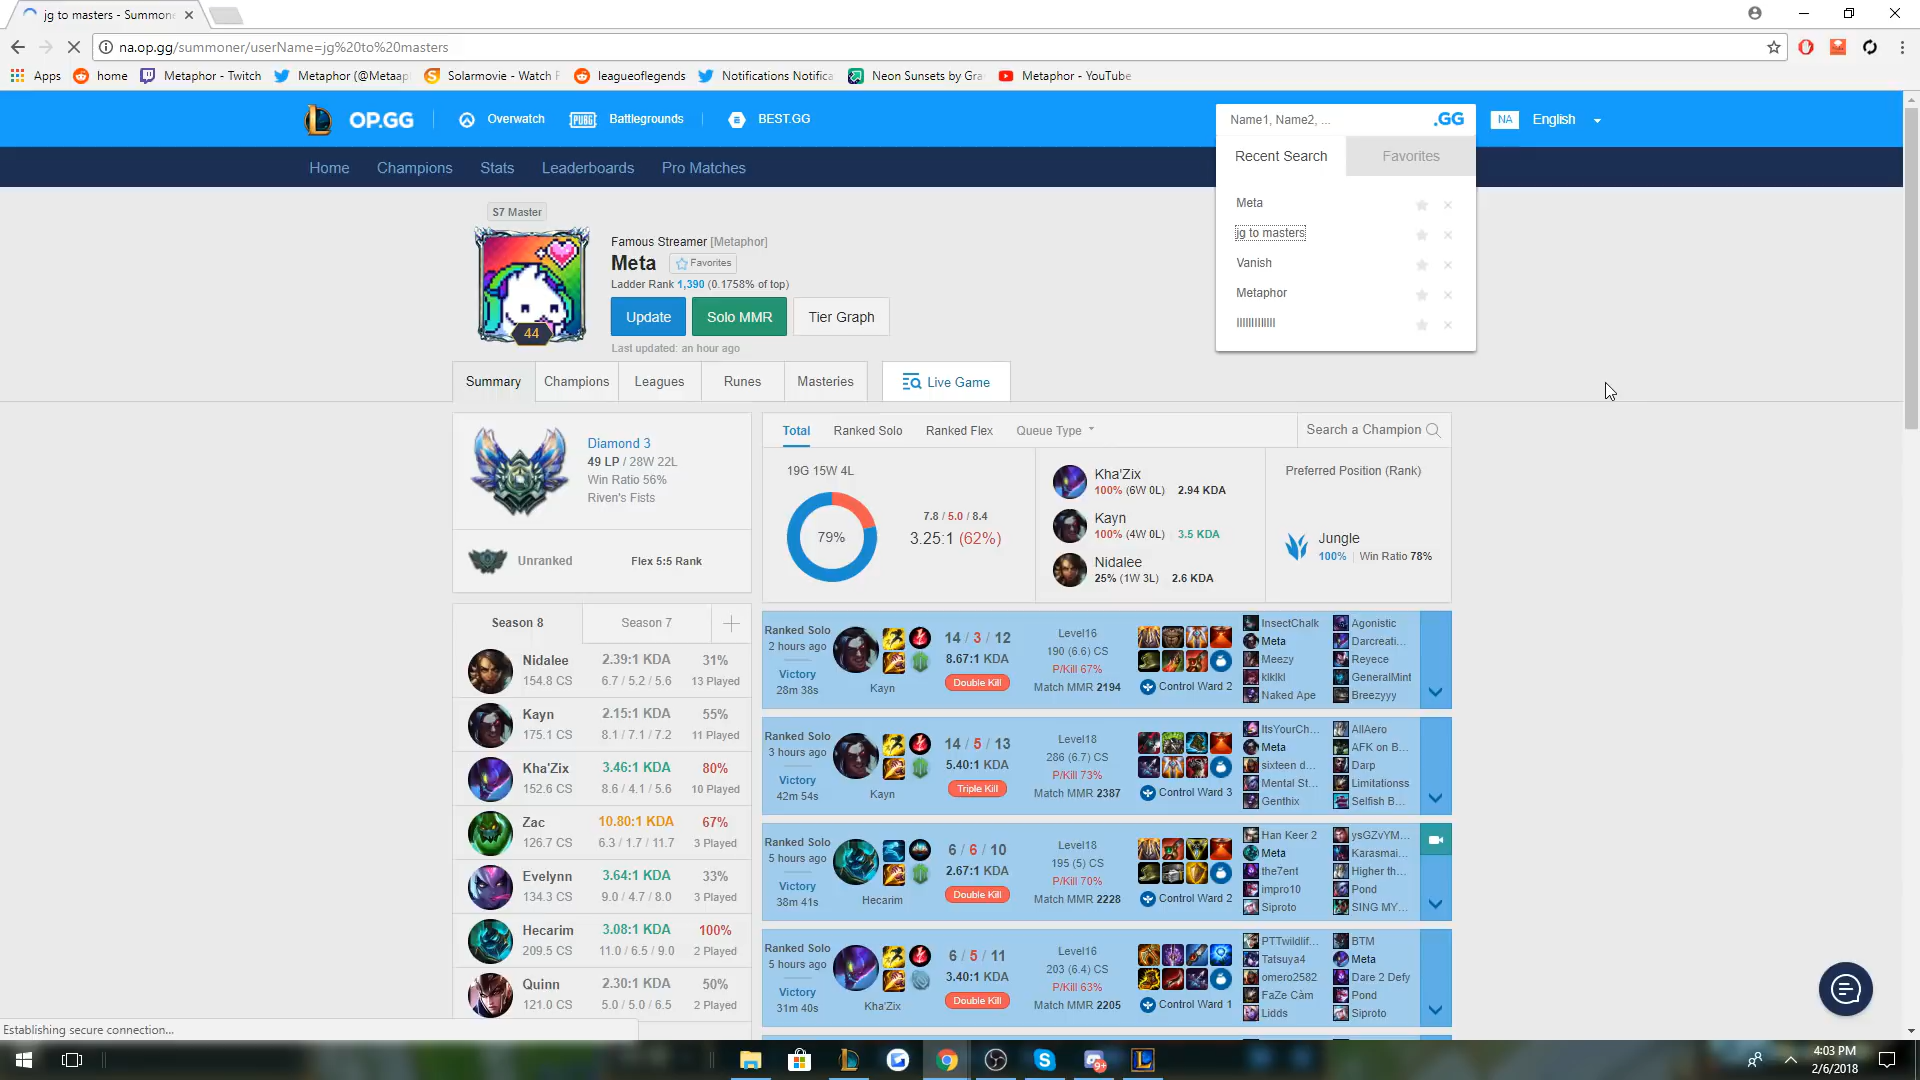 jg to masters - Summone
na.op.gg/summoner/userName=jg%20to%20masters
Apps
home
Metaphor - Twitch
Metaphor (@Metaap
Solarmovie - Watch F
leagueoflegends
Notifications Notifica
Neon Sunsets by Gra
Metaphor - YouTube
OP.GG
Overwatch
PUBG
Battlegrounds
BEST.GG
Name1, Name2, ...
.GG
NA
English
Home
Champions
Stats
Leaderboards
Pro Matches
Recent Search
Favorites
Meta
jg to masters
Vanish
Metaphor
S7 Master
44
Famous Streamer [Metaphor]
Meta
Favorites
Ladder Rank 1,390 (0.1758% of top)
Update
Solo MMR
Tier Graph
Last updated: an hour ago
Summary
Champions
Leagues
Runes
Masteries
Live Game
Diamond 3
49 LP / 28W 22L
Win Ratio 56%
Riven's Fists
Unranked
Flex 5:5 Rank
Total
Ranked Solo
Ranked Flex
Queue Type
Search a Champion
19G 15W 4L
79%
7.8 / 5.0 / 8.4
3.25:1 (62%)
Kha'Zix
100% (6W 0L) 2.94 KDA
Kayn
100% (4W 0L) 3.5 KDA
Nidalee
25% (1W 3L) 2.6 KDA
Preferred Position (Rank)
Jungle
100% Win Ratio 78%
Season 8
Season 7
Nidalee 2.39:1 KDA 31%
154.8 CS 6.7 / 5.2 / 5.6 13 Played
Kayn 2.15:1 KDA 55%
175.1 CS 8.1 / 7.1 / 7.2 11 Played
Kha'Zix 3.46:1 KDA 80%
152.6 CS 8.6 / 4.1 / 5.6 10 Played
Zac 10.80:1 KDA 67%
126.7 CS 6.3 / 1.7 / 11.7 3 Played
Evelynn 3.64:1 KDA 33%
134.3 CS 9.0 / 4.7 / 8.0 3 Played
Hecarim 3.08:1 KDA 100%
209.5 CS 11.0 / 6.5 / 9.0 2 Played
Quinn 2.30:1 KDA 50%
121.0 CS 5.0 / 5.0 / 6.5 2 Played
Ranked Solo
2 hours ago
Victory
28m 38s
Kayn
14 / 3 / 12
8.67:1 KDA
Double Kill
Level16
190 (6.6) CS
P/Kill 67%
Match MMR 2194
Control Ward 2
InsectChalk
Meta
Meezy
klklkl
Naked Ape
Agonistic
Darcreati...
Reyece
GeneralMint
Breezyyy
Ranked Solo
3 hours ago
Victory
42m 54s
Kayn
14 / 5 / 13
5.40:1 KDA
Triple Kill
Level18
286 (6.7) CS
P/Kill 73%
Match MMR 2387
Control Ward 3
ItsYourCh...
Meta
sixteen d...
Mental St...
Genthix
AllAero
AFK on B...
Darp
Limitationss
Selfish B...
Ranked Solo
5 hours ago
Victory
38m 41s
Hecarim
6 / 6 / 10
2.67:1 KDA
Double Kill
Level18
195 (5) CS
P/Kill 70%
Match MMR 2228
Control Ward 2
Han Keer 2
Meta
the7ent
impro10
Siproto
ysGZvYM...
Karasmai...
Higher th...
Pond
SING MY...
Ranked Solo
5 hours ago
Victory
31m 40s
Kha'Zix
6 / 5 / 11
3.40:1 KDA
Double Kill
Level16
203 (6.4) CS
P/Kill 63%
Match MMR 2205
Control Ward 1
PTTwildlif...
Tatsuya4
omero2582
FaZe Câm
Lidds
BTM
Meta
Dare 2 Defy
Pond
Siproto
Establishing secure connection...
9+
4:03 PM
2/6/2018